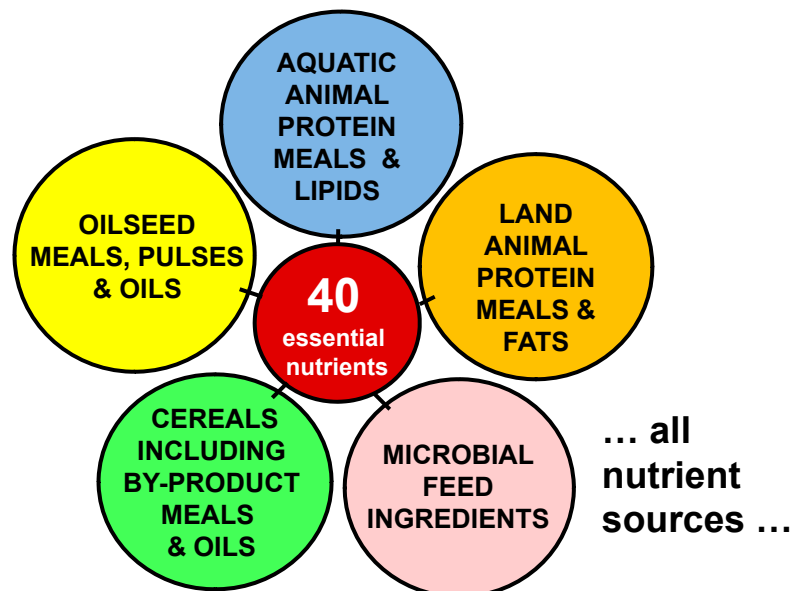 AQUATIC
ANIMAL
PROTEIN
MEALS &
LIPIDS
OILSEED
MEALS, PULSES
& OILS
LAND
ANIMAL
PROTEIN
MEALS &
FATS
40
essential
nutrients
CEREALS
INCLUDING
BY-PRODUCT
MEALS
& OILS
MICROBIAL
FEED
INGREDIENTS
... all
nutrient
sources ...